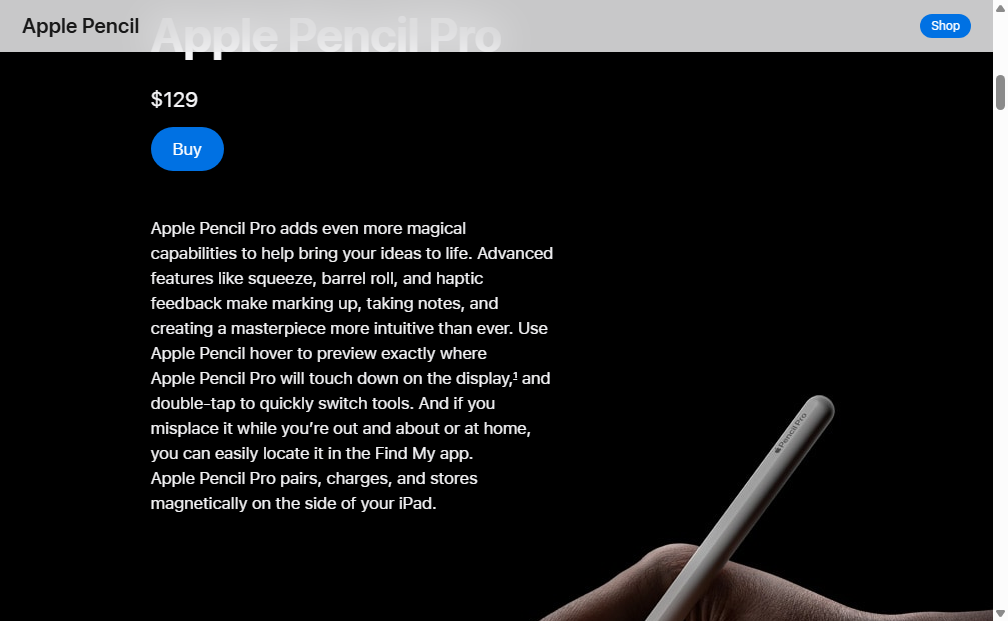 Apple Pencil
Shop
Apple Pencil Pro
$129
Buy
Apple Pencil Pro adds even more magical
capabilities to help bring your ideas to life. Advanced
features like squeeze, barrel roll, and haptic
feedback make marking up, taking notes, and
creating a masterpiece more intuitive than ever. Use
Apple Pencil hover to preview exactly where
Apple Pencil Pro will touch down on the display,¹ and
double-tap to quickly switch tools. And if you
misplace it while you’re out and about or at home,
you can easily locate it in the Find My app.
Apple Pencil Pro pairs, charges, and stores
magnetically on the side of your iPad.
Pencil Pro